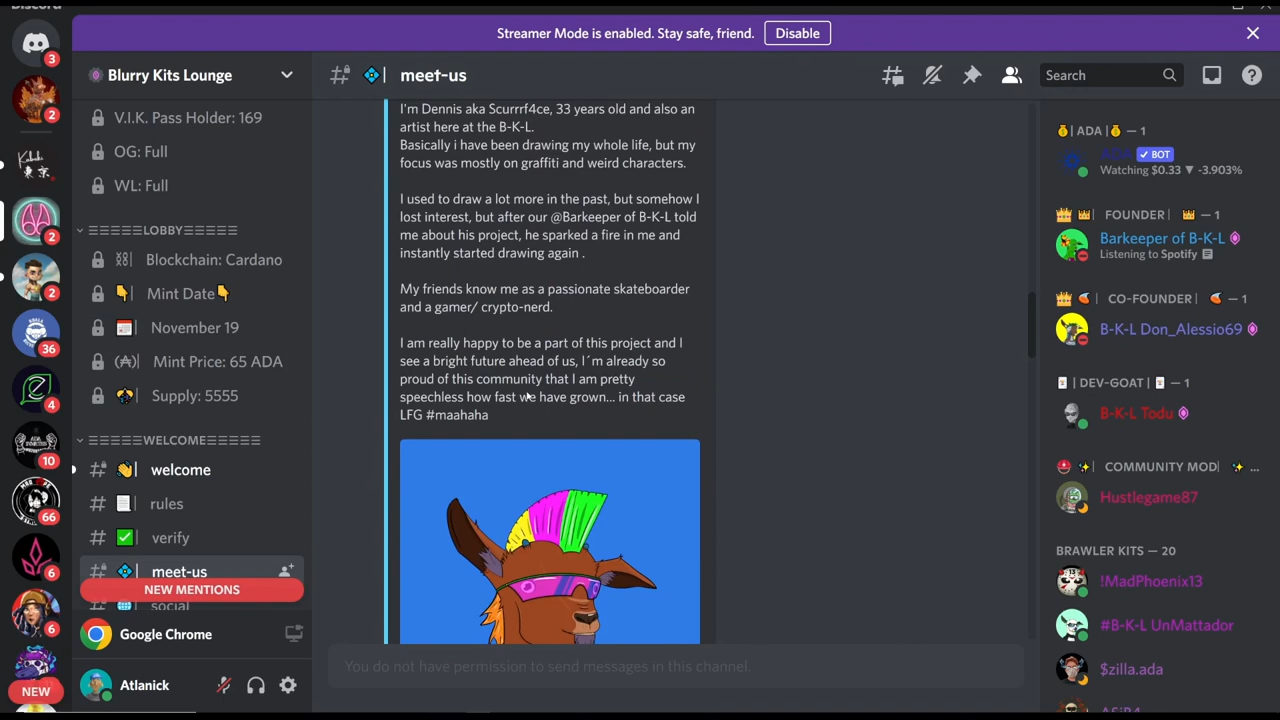 Discord
Streamer Mode is enabled. Stay safe, friend.
Disable
3
2
2
2
36
4
10
66
6
6
NEW
Blurry Kits Lounge
V.I.K. Pass Holder: 169
OG: Full
WL: Full
=====LOBBY=====
Blockchain: Cardano
Mint Date
November 19
Mint Price: 65 ADA
Supply: 5555
=====WELCOME=====
welcome
rules
verify
meet-us
NEW MENTIONS
social
Google Chrome
Atlanick
meet-us
Search
I'm Dennis aka Scurrrf4ce, 33 years old and also an
artist here at the B-K-L.
Basically i have been drawing my whole life, but my
focus was mostly on graffiti and weird characters.
I used to draw a lot more in the past, but somehow I
lost interest, but after our @Barkeeper of B-K-L told
me about his project, he sparked a fire in me and
instantly started drawing again .
My friends know me as a passionate skateboarder
and a gamer/ crypto-nerd.
I am really happy to be a part of this project and I
see a bright future ahead of us, I´m already so
proud of this community that I am pretty
speechless how fast we have grown... in that case
LFG #maahaha
You do not have permission to send messages in this channel.
| ADA | — 1
ADA ✓ BOT
Watching $0.33 ▼ -3.903%
| FOUNDER | — 1
Barkeeper of B-K-L
Listening to Spotify
| CO-FOUNDER | — 1
B-K-L Don_Alessio69
| DEV-GOAT | — 1
B-K-L Todu
| COMMUNITY MOD| ...
Hustlegame87
BRAWLER KITS — 20
!MadPhoenix13
#B-K-L UnMattador
$zilla.ada